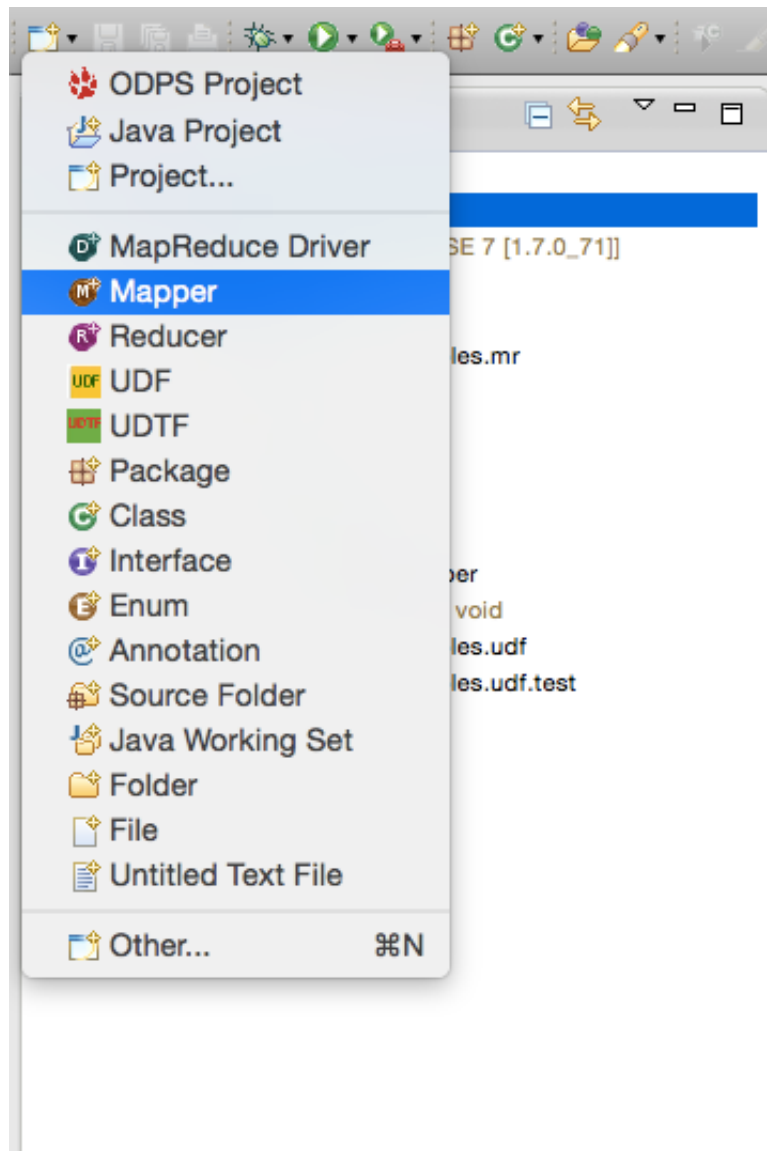 ODPS Project
Java Project
Project...
MapReduce Driver
SE 7 [1.7.0_71]]
Mapper
Reducer
les.mr
UDF UDF
UDTF UDTF
Package
Class
Interface
per
Enum
void
Annotation
les.udf
Source Folder
les.udf.test
Java Working Set
Folder
File
Untitled Text File
Other... ⌘N